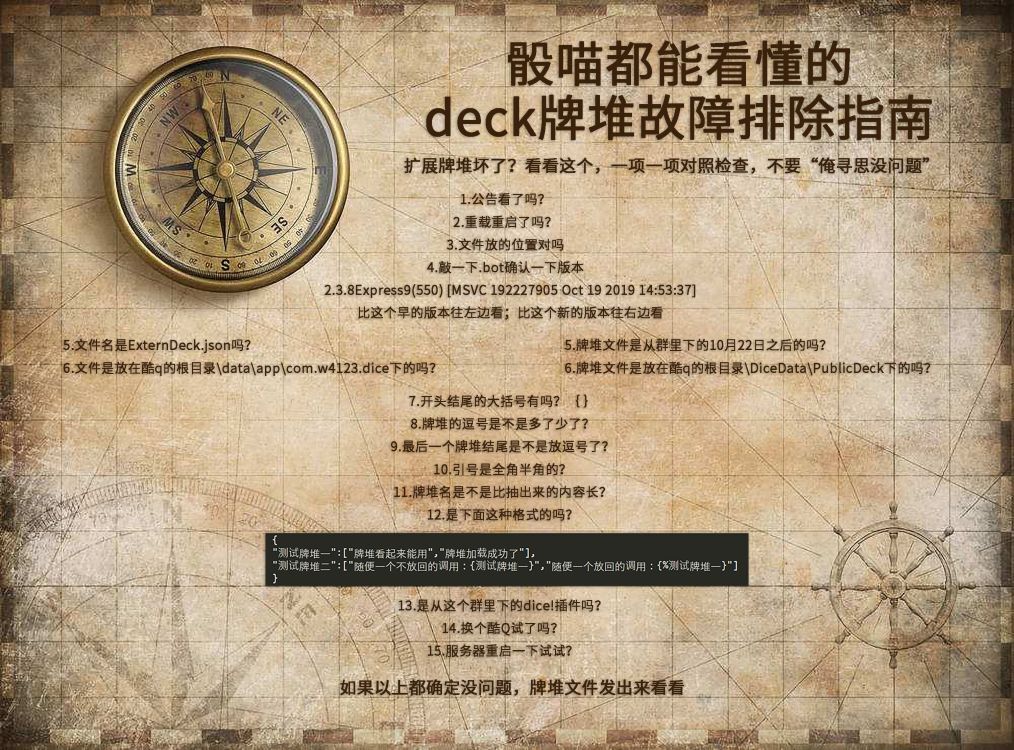 骰喵都能看懂的
deck牌堆故障排除指南
扩展牌堆坏了？看看这个，一项一项对照检查，不要“俺寻思没问题”
1.公告看了吗？
2.重载重启了吗？
3.文件放的位置对吗
4.敲一下.bot确认一下版本
2.3.8Express9(550) [MSVC 192227905 Oct 19 2019 14:53:37]
比这个早的版本往左边看；比这个新的版本往右边看
5.文件名是ExternDeck.json吗？
6.文件是放在酷q的根目录\data\app\com.w4123.dice下的吗？
5.牌堆文件是从群里下的10月22日之后的吗？
6.牌堆文件是放在酷q的根目录\DiceData\PublicDeck下的吗？
7.开头结尾的大括号有吗？ { }
8.牌堆的逗号是不是多了少了？
9.最后一个牌堆结尾是不是放逗号了？
10.引号是全角半角的？
11.牌堆名是不是比抽出来的内容长？
12.是下面这种格式的吗？
{
"测试牌堆一":["牌堆看起来能用","牌堆加载成功了"],
"测试牌堆二":["随便一个不放回的调用：{测试牌堆一}","随便一个放回的调用：{%测试牌堆一}"]
}
13.是从这个群里下的dice!插件吗？
14.换个酷Q试了吗？
15.服务器重启一下试试？
如果以上都确定没问题，牌堆文件发出来看看
N
NE
E
SE
S
SW
W
NW
NE